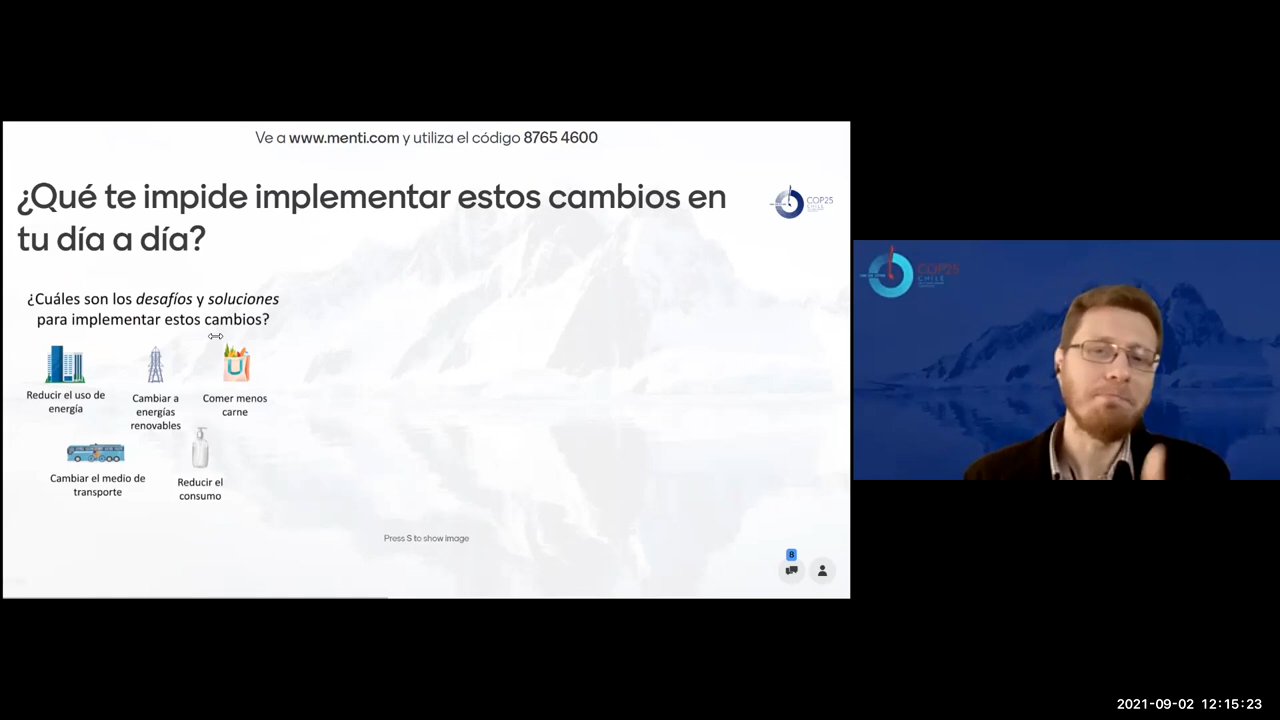 Ve a www.menti.com y utiliza el código 8765 4600
¿Qué te impide implementar estos cambios en
tu día a día?
COP25
CHILE
¿Cuáles son los desafíos y soluciones
para implementar estos cambios?
Reducir el uso de
energía
Cambiar a
energías
renovables
Comer menos
carne
Cambiar el medio de
transporte
Reducir el
consumo
Press S to show image
8
COP25
CHILE
2021-09-02 12:15:23